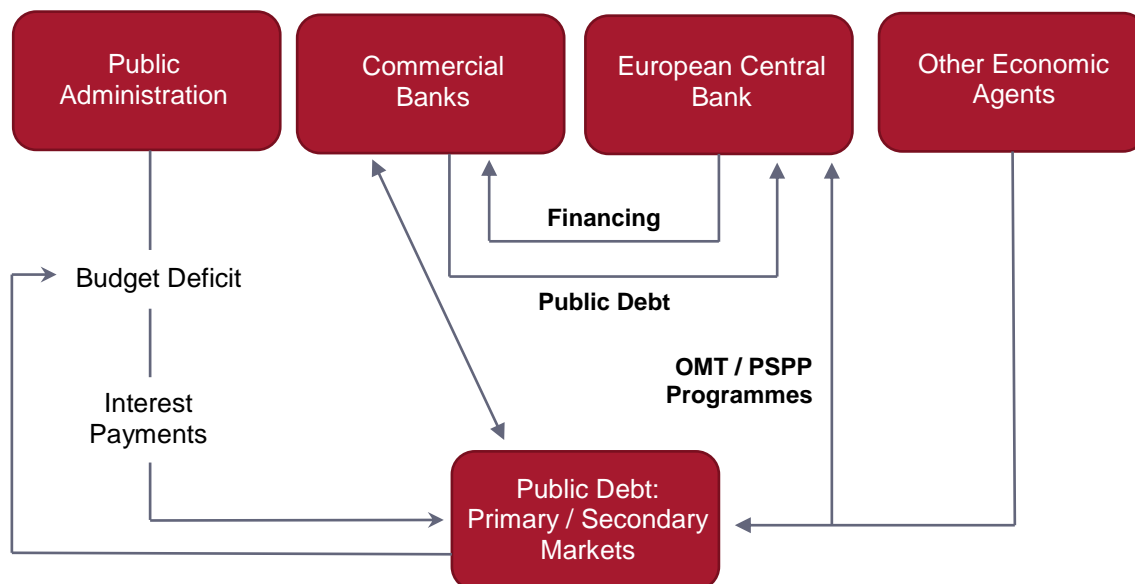 Public
Administration
Commercial
Banks
European Central
Bank
Other Economic
Agents
Financing
Budget Deficit
Public Debt
OMT / PSPP
Programmes
Interest
Payments
Public Debt:
Primary / Secondary
Markets